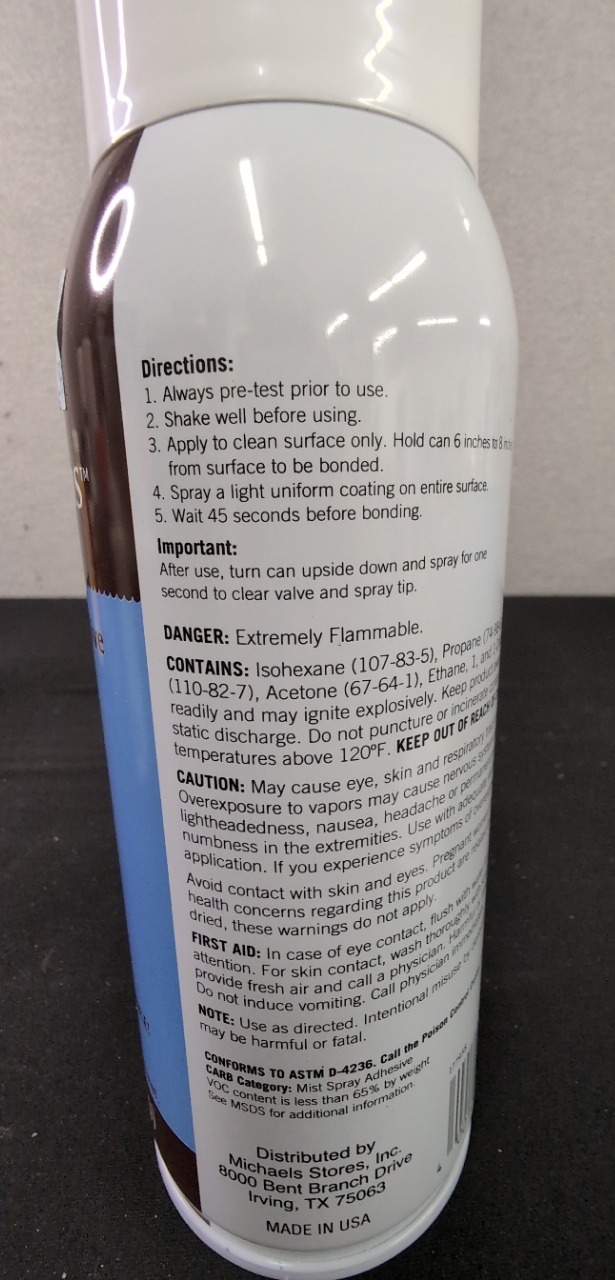 S™
Directions:
1. Always pre-test prior to use.
2. Shake well before using.
3. Apply to clean surface only. Hold can 6 inches to 8
from surface to be bonded.
4. Spray a light uniform coating on entire surface.
5. Wait 45 seconds before bonding.
Important:
After use, turn can upside down and spray for one
second to clear valve and spray tip.
DANGER: Extremely Flammable.
CONTAINS: Isohexane (107-83-5), Propane
(110-82-7), Acetone (67-64-1), Ethane, 1, and
readily and may ignite explosively. Keep
static discharge. Do not puncture or incinerate
temperatures above 120ºF. KEEP OUT OF REACH
CAUTION: May cause eye, skin and respiratory
Overexposure to vapors may cause nervous
lightheadedness, nausea, headache or
numbness in the extremities. Use with
application. If you experience symptoms of
Avoid contact with skin and eyes. Pregnant
health concerns regarding this product are
dried, these warnings do not apply.
FIRST AID: In case of eye contact, flush with
attention. For skin contact, wash thoroughly with
provide fresh air and call a physician.
Do not induce vomiting. Call physician
NOTE: Use as directed. Intentional misuse by
may be harmful or fatal.
CONFORMS TO ASTM D-4236. Call the Poison Control
CARB Category: Mist Spray Adhesive
VOC content is less than 65% by weight
See MSDS for additional information.
Distributed by
Michaels Stores, Inc.
8000 Bent Branch Drive
Irving, TX 75063
MADE IN USA